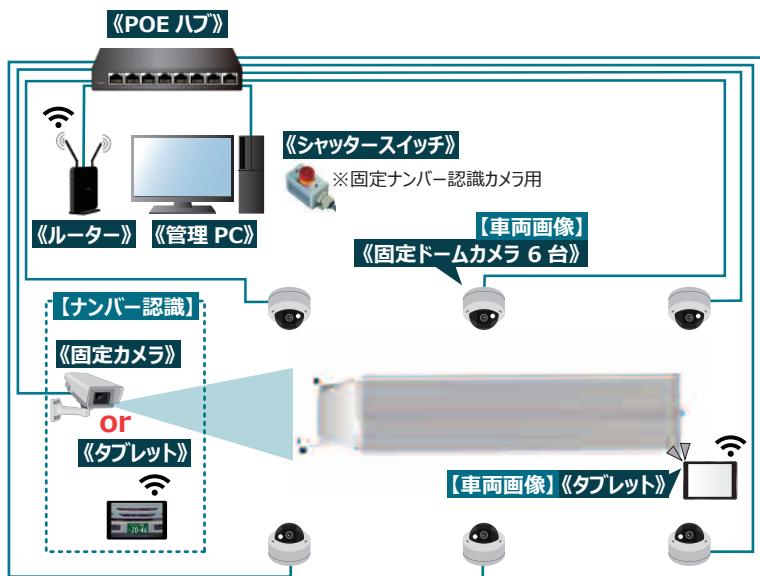 《POE ハブ》
《シャッタースイッチ》
※固定ナンバー認識カメラ用
《ルーター》
《管理 PC》
【車両画像】
《固定ドームカメラ 6 台》
【ナンバー認識】
《固定カメラ》
or
《タブレット》
20-46
【車両画像】《タブレット》